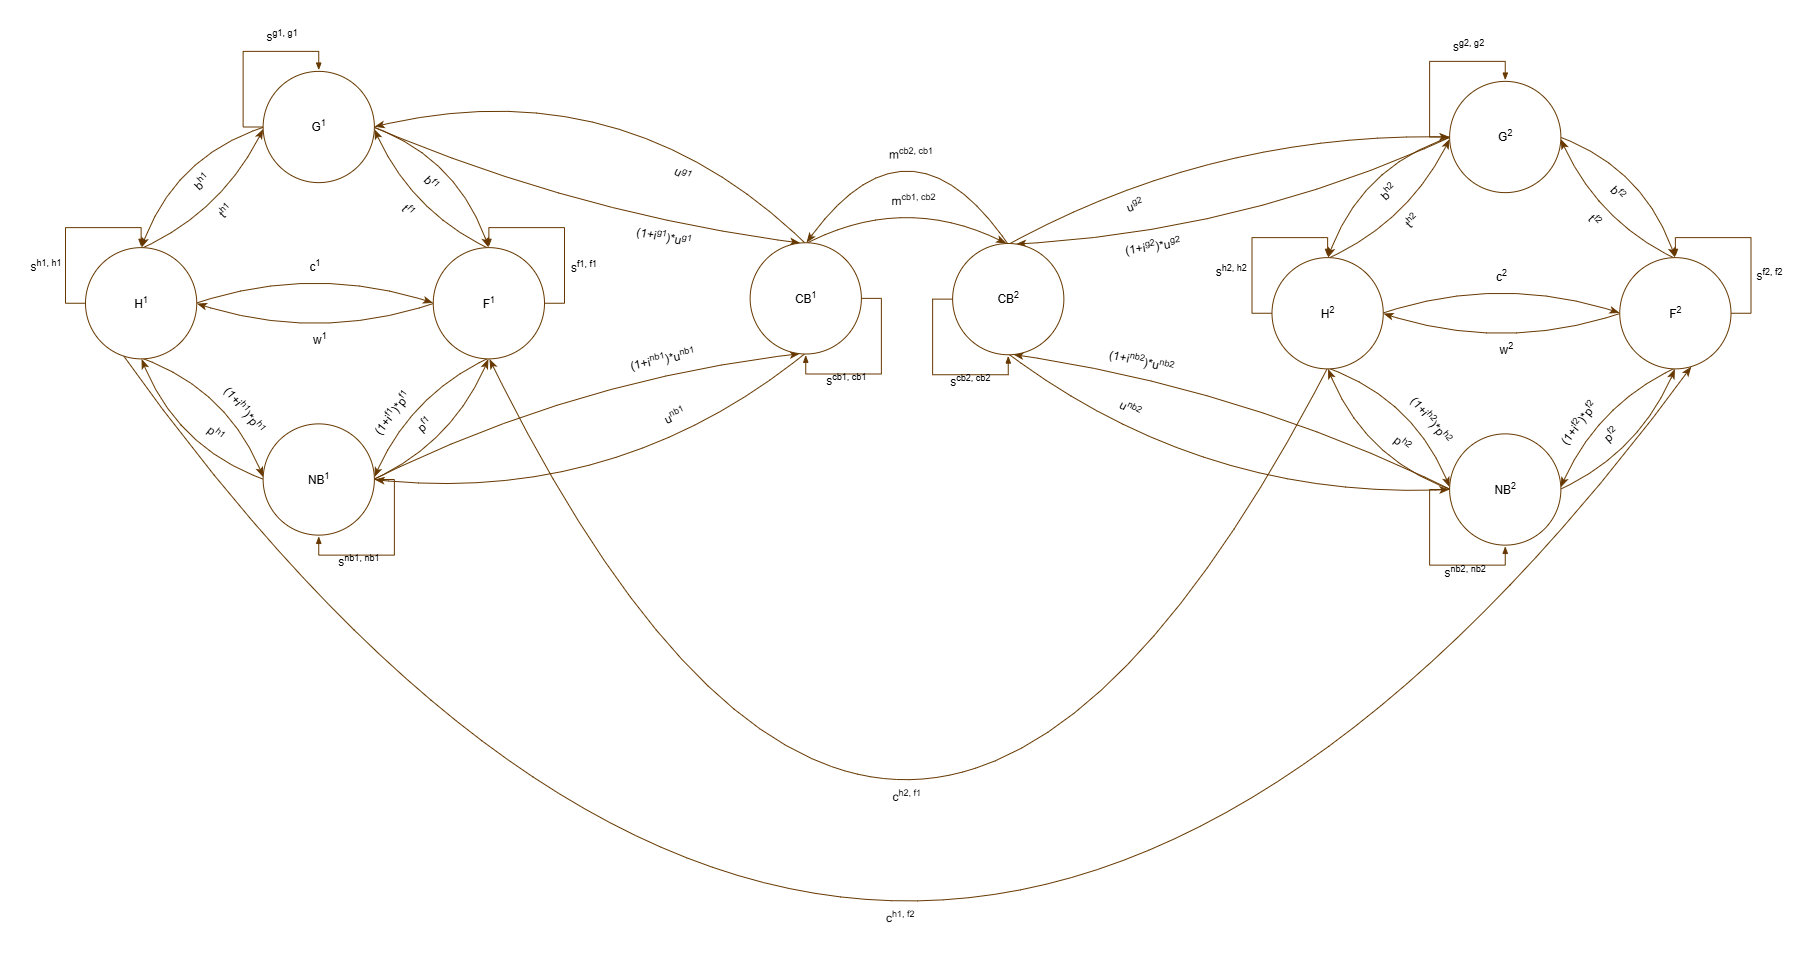 s^g1, g1
s^g2, g2
G^1
G^2
m^cb2, cb1
u^g1
b^h1
b^f1
b^h2
b^f2
m^cb1, cb2
u^g2
t^h1
t^f1
t^h2
t^f2
(1+i^g1)*u^g1
(1+i^g2)*u^g2
s^h1, h1
c^1
s^f1, f1
s^h2, h2
c^2
s^f2, f2
H^1
F^1
CB^1
CB^2
H^2
F^2
w^1
w^2
(1+i^nb1)*u^nb1
(1+i^nb2)*u^nb2
s^cb1, cb1
s^cb2, cb2
(1+i^h1)*p^h1
(1+i^f1)*p^f1
u^nb1
u^nb2
(1+i^h2)*p^h2
(1+i^f2)*p^f2
p^h1
p^f1
p^h2
p^f2
NB^1
NB^2
s^nb1, nb1
s^nb2, nb2
c^h2, f1
c^h1, f2